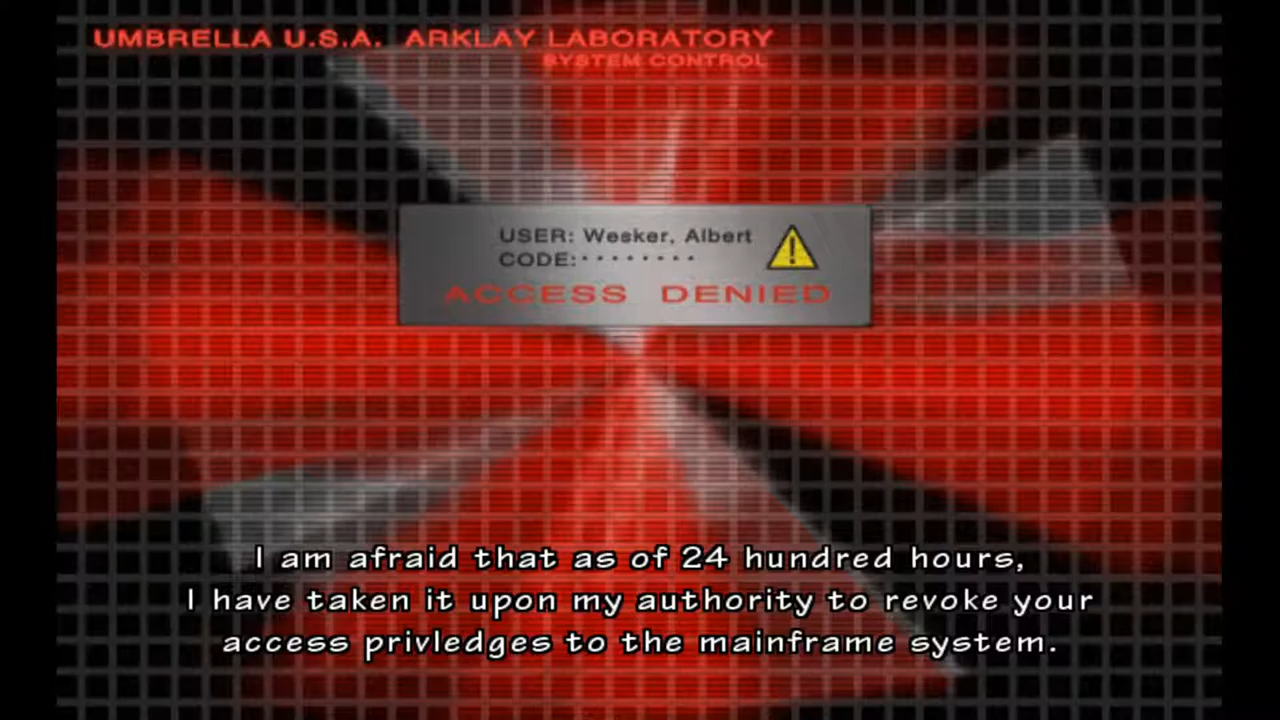 UMBRELLA U.S.A. ARKLAY LABORATORY
SYSTEM CONTROL
USER: Wesker, Albert
CODE:········
ACCESS DENIED
I am afraid that as of 24 hundred hours,
I have taken it upon my authority to revoke your
access privledges to the mainframe system.